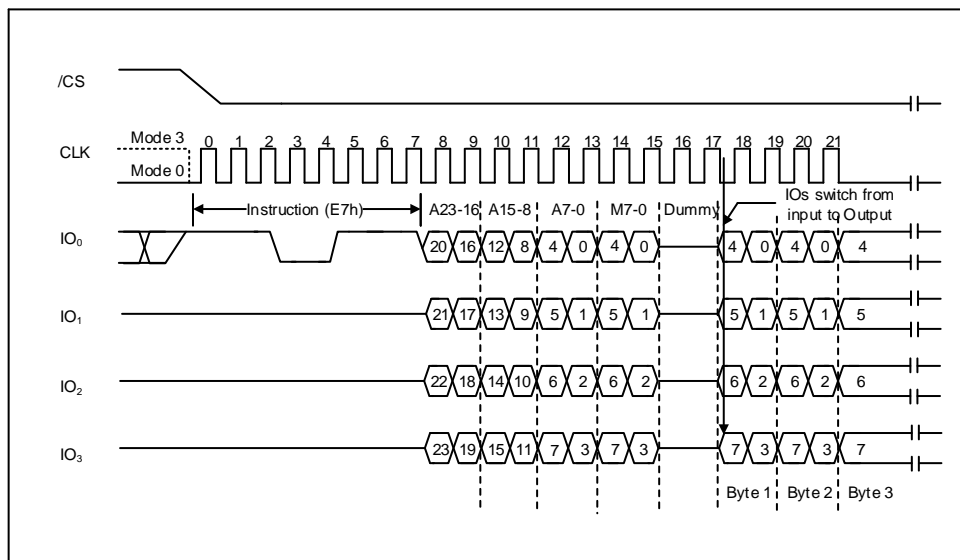 /CS
Mode 3
CLK
Mode 0
0 1 2 3 4 5 6 7 8 9 10 11 12 13 14 15 16 17 18 19 20 21
Instruction (E7h) A23-16 A15-8 A7-0 M7-0 Dummy
IOs switch from
input to Output
IO0 20 16 12 8 4 0 4 0 4 0 4 0 4
IO1 21 17 13 9 5 1 5 1 5 1 5 1 5
IO2 22 18 14 10 6 2 6 2 6 2 6 2 6
IO3 23 19 15 11 7 3 7 3 7 3 7 3 7
Byte 1 Byte 2 Byte 3